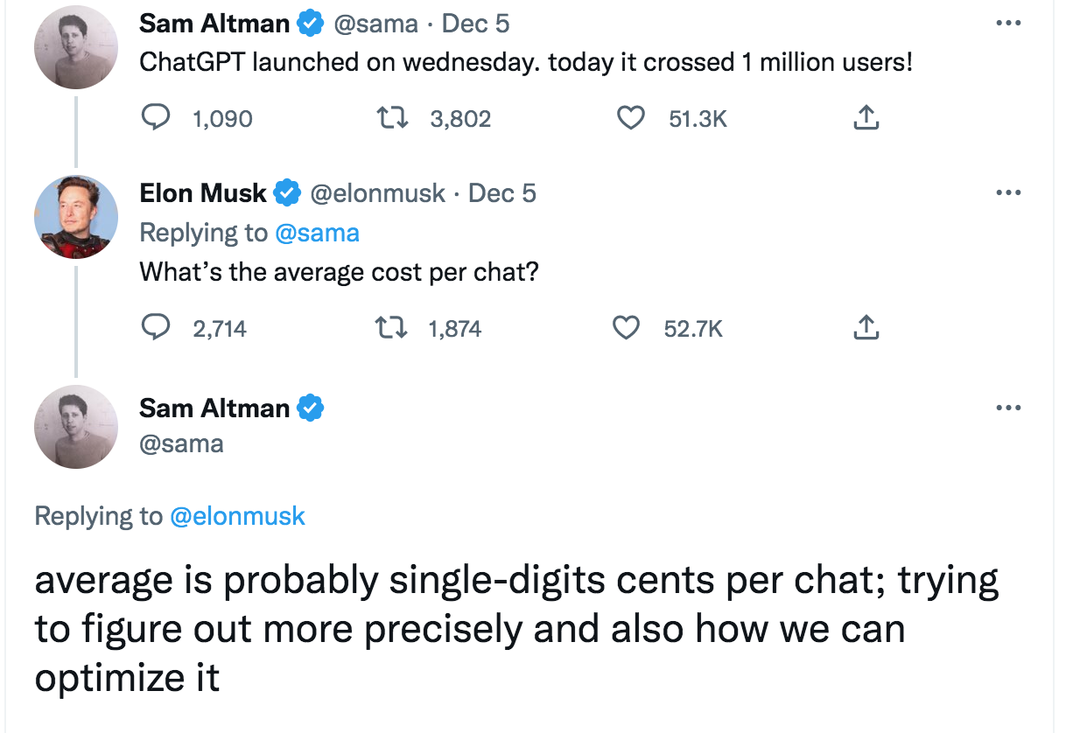 Sam Altman @sama · Dec 5
ChatGPT launched on wednesday. today it crossed 1 million users!
1,090 3,802 51.3K
Elon Musk @elonmusk · Dec 5
Replying to @sama
What’s the average cost per chat?
2,714 1,874 52.7K
Sam Altman
@sama
Replying to @elonmusk
average is probably single-digits cents per chat; trying
to figure out more precisely and also how we can
optimize it